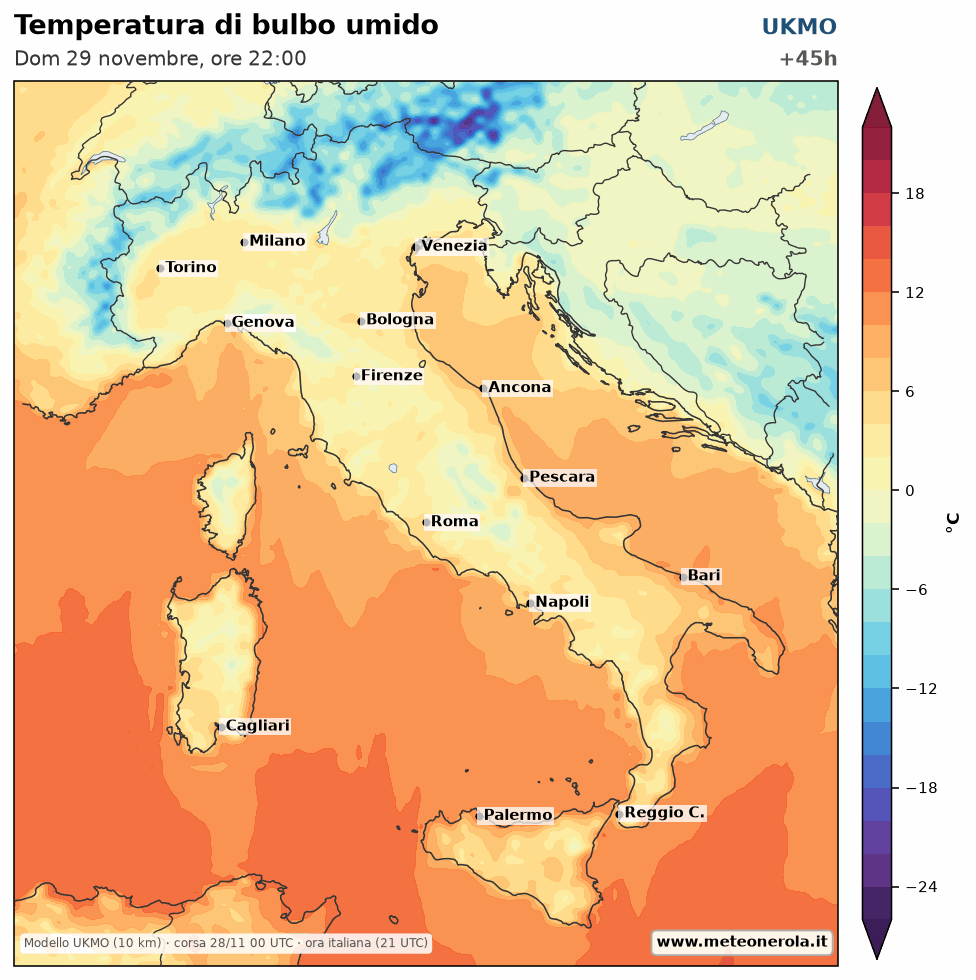 Temperatura di bulbo umido
UKMO
Dom 29 novembre, ore 22:00
+45h
Milano
Venezia
Torino
Genova
Bologna
Firenze
Ancona
Pescara
Roma
Bari
Napoli
Cagliari
Palermo
Reggio C.
18
12
6
0
−6
−12
−18
−24
°C
Modello UKMO (10 km) · corsa 28/11 00 UTC · ora italiana (21 UTC)
www.meteonerola.it